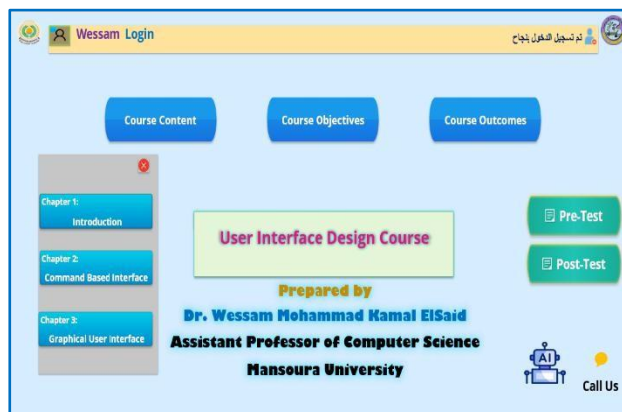 Wessam Login
تم تسجيل الدخول بنجاح
Course Content
Course Objectives
Course Outcomes
Chapter 1:
Introduction
Chapter 2:
Command Based Interface
Chapter 3:
Graphical User Interface
User Interface Design Course
Prepared by
Dr. Wessam Mohammad Kamal ElSaid
Assistant Professor of Computer Science
Mansoura University
Pre-Test
Post-Test
AI
Call Us